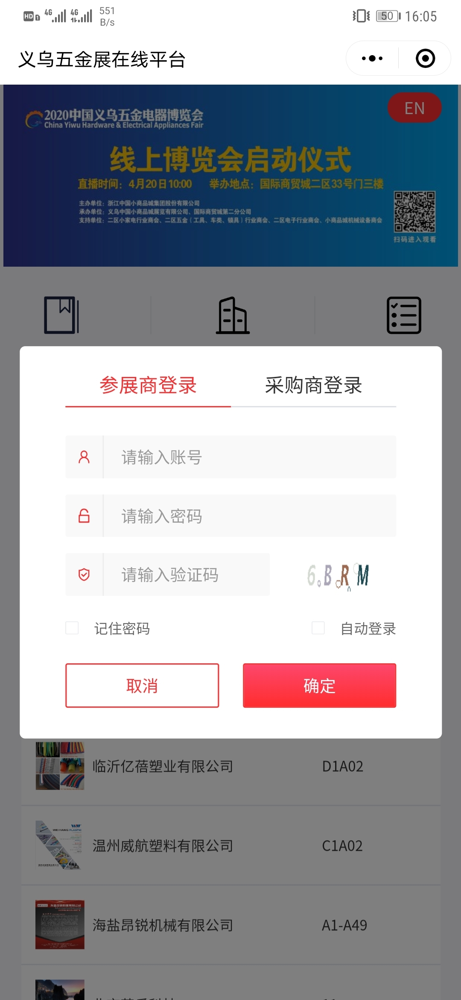 HD 1 4G 4G 551 B/s 50 16:05
义乌五金展在线平台
EN
2020中国义乌五金电器博览会
China Yiwu Hardware & Electrical Appliances Fair
线上博览会启动仪式
直播时间：4月20日10:00 举办地点：国际商贸城二区33号门三楼
主办单位：浙江中国小商品城集团股份有限公司
承办单位：义乌中国小商品城展览有限公司、国际商贸城第二分公司
支持单位：二区小家电行业商会、二区五金（工具、车类、锁具）行业商会、二区电子行业商会、小商品城机械设备商会
扫码进入观看
参展商登录 采购商登录
请输入账号
请输入密码
请输入验证码 6BRM
记住密码 自动登录
取消 确定
临沂亿蓓塑业有限公司 D1A02
WEIHANG PLASTIC
温州威航塑料有限公司 C1A02
海盐昂锐机械有限公司
海盐昂锐机械有限公司 A1-A49